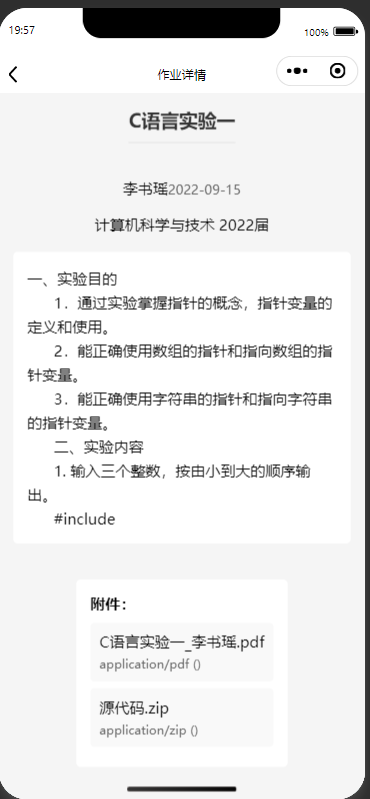 19:57
100%
作业详情
C语言实验一
李书瑶2022-09-15
计算机科学与技术 2022届
一、实验目的
1．通过实验掌握指针的概念，指针变量的
定义和使用。
2．能正确使用数组的指针和指向数组的指
针变量。
3．能正确使用字符串的指针和指向字符串
的指针变量。
二、实验内容
1. 输入三个整数，按由小到大的顺序输
出。
#include
附件：
C语言实验一_李书瑶.pdf
application/pdf ()
源代码.zip
application/zip ()